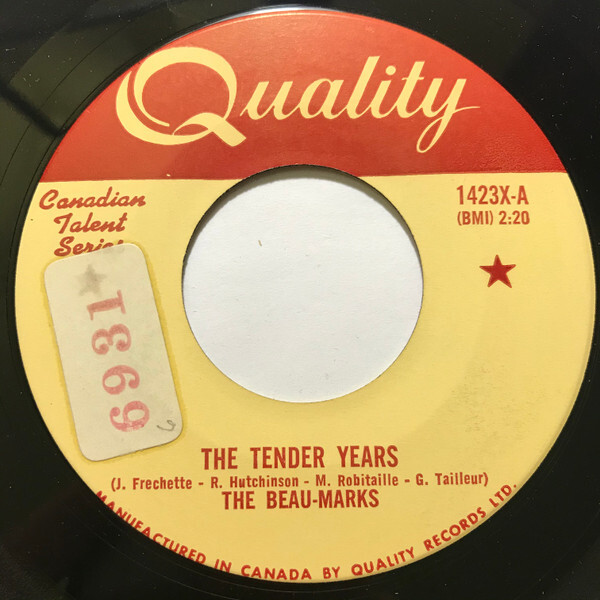 Quality
Canadian
Talent
Series
1423X-A
(BMI) 2:20
6931
THE TENDER YEARS
(J. Frechette - R. Hutchinson - M. Robitaille - G. Tailleur)
THE BEAU-MARKS
MANUFACTURED IN CANADA BY QUALITY RECORDS LTD.